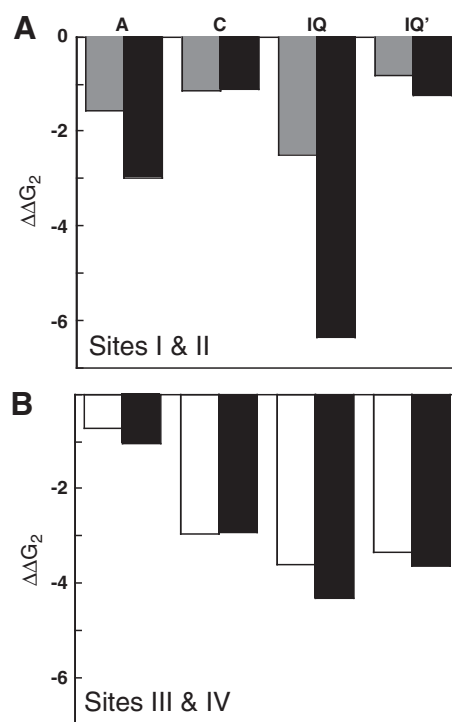 A
A C IQ IQ’
0
-2
-4
-6
ΔΔG2
Sites I & II
B
-2
-4
-6
ΔΔG2
Sites III & IV